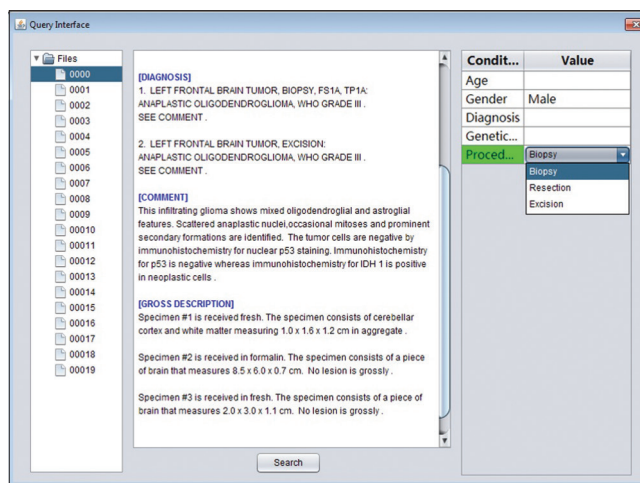 Query Interface
Files
0000
0001
0002
0003
0004
0005
0006
0007
0008
0009
00010
00011
00012
00013
00014
00015
00016
00017
00018
00019
[DIAGNOSIS]
1. LEFT FRONTAL BRAIN TUMOR, BIOPSY, FS1A, TP1A:
ANAPLASTIC OLIGODENDROGLIOMA, WHO GRADE III .
SEE COMMENT .
2. LEFT FRONTAL BRAIN TUMOR, EXCISION:
ANAPLASTIC OLIGODENDROGLIOMA, WHO GRADE III .
SEE COMMENT .
[COMMENT]
This infiltrating glioma shows mixed oligodendroglial and astroglial
features. Scattered anaplastic nuclei,occasional mitoses and prominent
secondary formations are identified. The tumor cells are negative by
immunohistochemistry for nuclear p53 staining. Immunohistochemistry
for p53 is negative whereas immunohistochemistry for IDH 1 is positive
in neoplastic cells .
[GROSS DESCRIPTION]
Specimen #1 is received fresh. The specimen consists of cerebellar
cortex and white matter measuring 1.0 x 1.6 x 1.2 cm in aggregate .
Specimen #2 is received in formalin. The specimen consists of a piece
of brain that measures 8.5 x 6.0 x 0.7 cm. No lesion is grossly .
Specimen #3 is received in fresh. The specimen consists of a piece of
brain that measures 2.0 x 3.0 x 1.1 cm. No lesion is grossly .
Search
Condit... Value
Age
Gender Male
Diagnosis
Genetic...
Proced... Biopsy
Biopsy
Resection
Excision